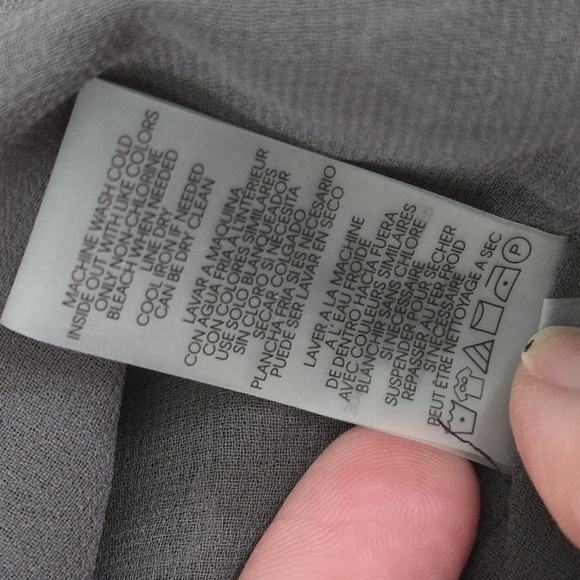 MACHINE WASH COLD
INSIDE OUT WITH LIKE COLORS
ONLY NON-CHLORINE
BLEACH WHEN NEEDED
LINE DRY
COOL IRON IF NEEDED
CAN BE DRY CLEAN
LAVAR A MAQUINA
CON AGUA FRIA AL INTERIEUR
CON COLORES SIMILARES
USE SOLO BLANQUEADOR
SIN CLORO SI NECESITA
SECAR COLGAGO
PLANCHA FRIA SI ES NECESARIO
PUEDE SER LAVAR EN SECO
LAVER A LA MACHINE
A L'EAU PROIDE
DE DENTRO HACIA FUERA
AVEC COULEURS SIMILAIRES
BLANCHIR SANS CHLORE
SI NECESSAIRE
SUSPENDER POUR SECHER
REPASSER AU FER FROID
SI NECESSAIRE
PEUT ÊTRE NETTOYAGE A SEC
P